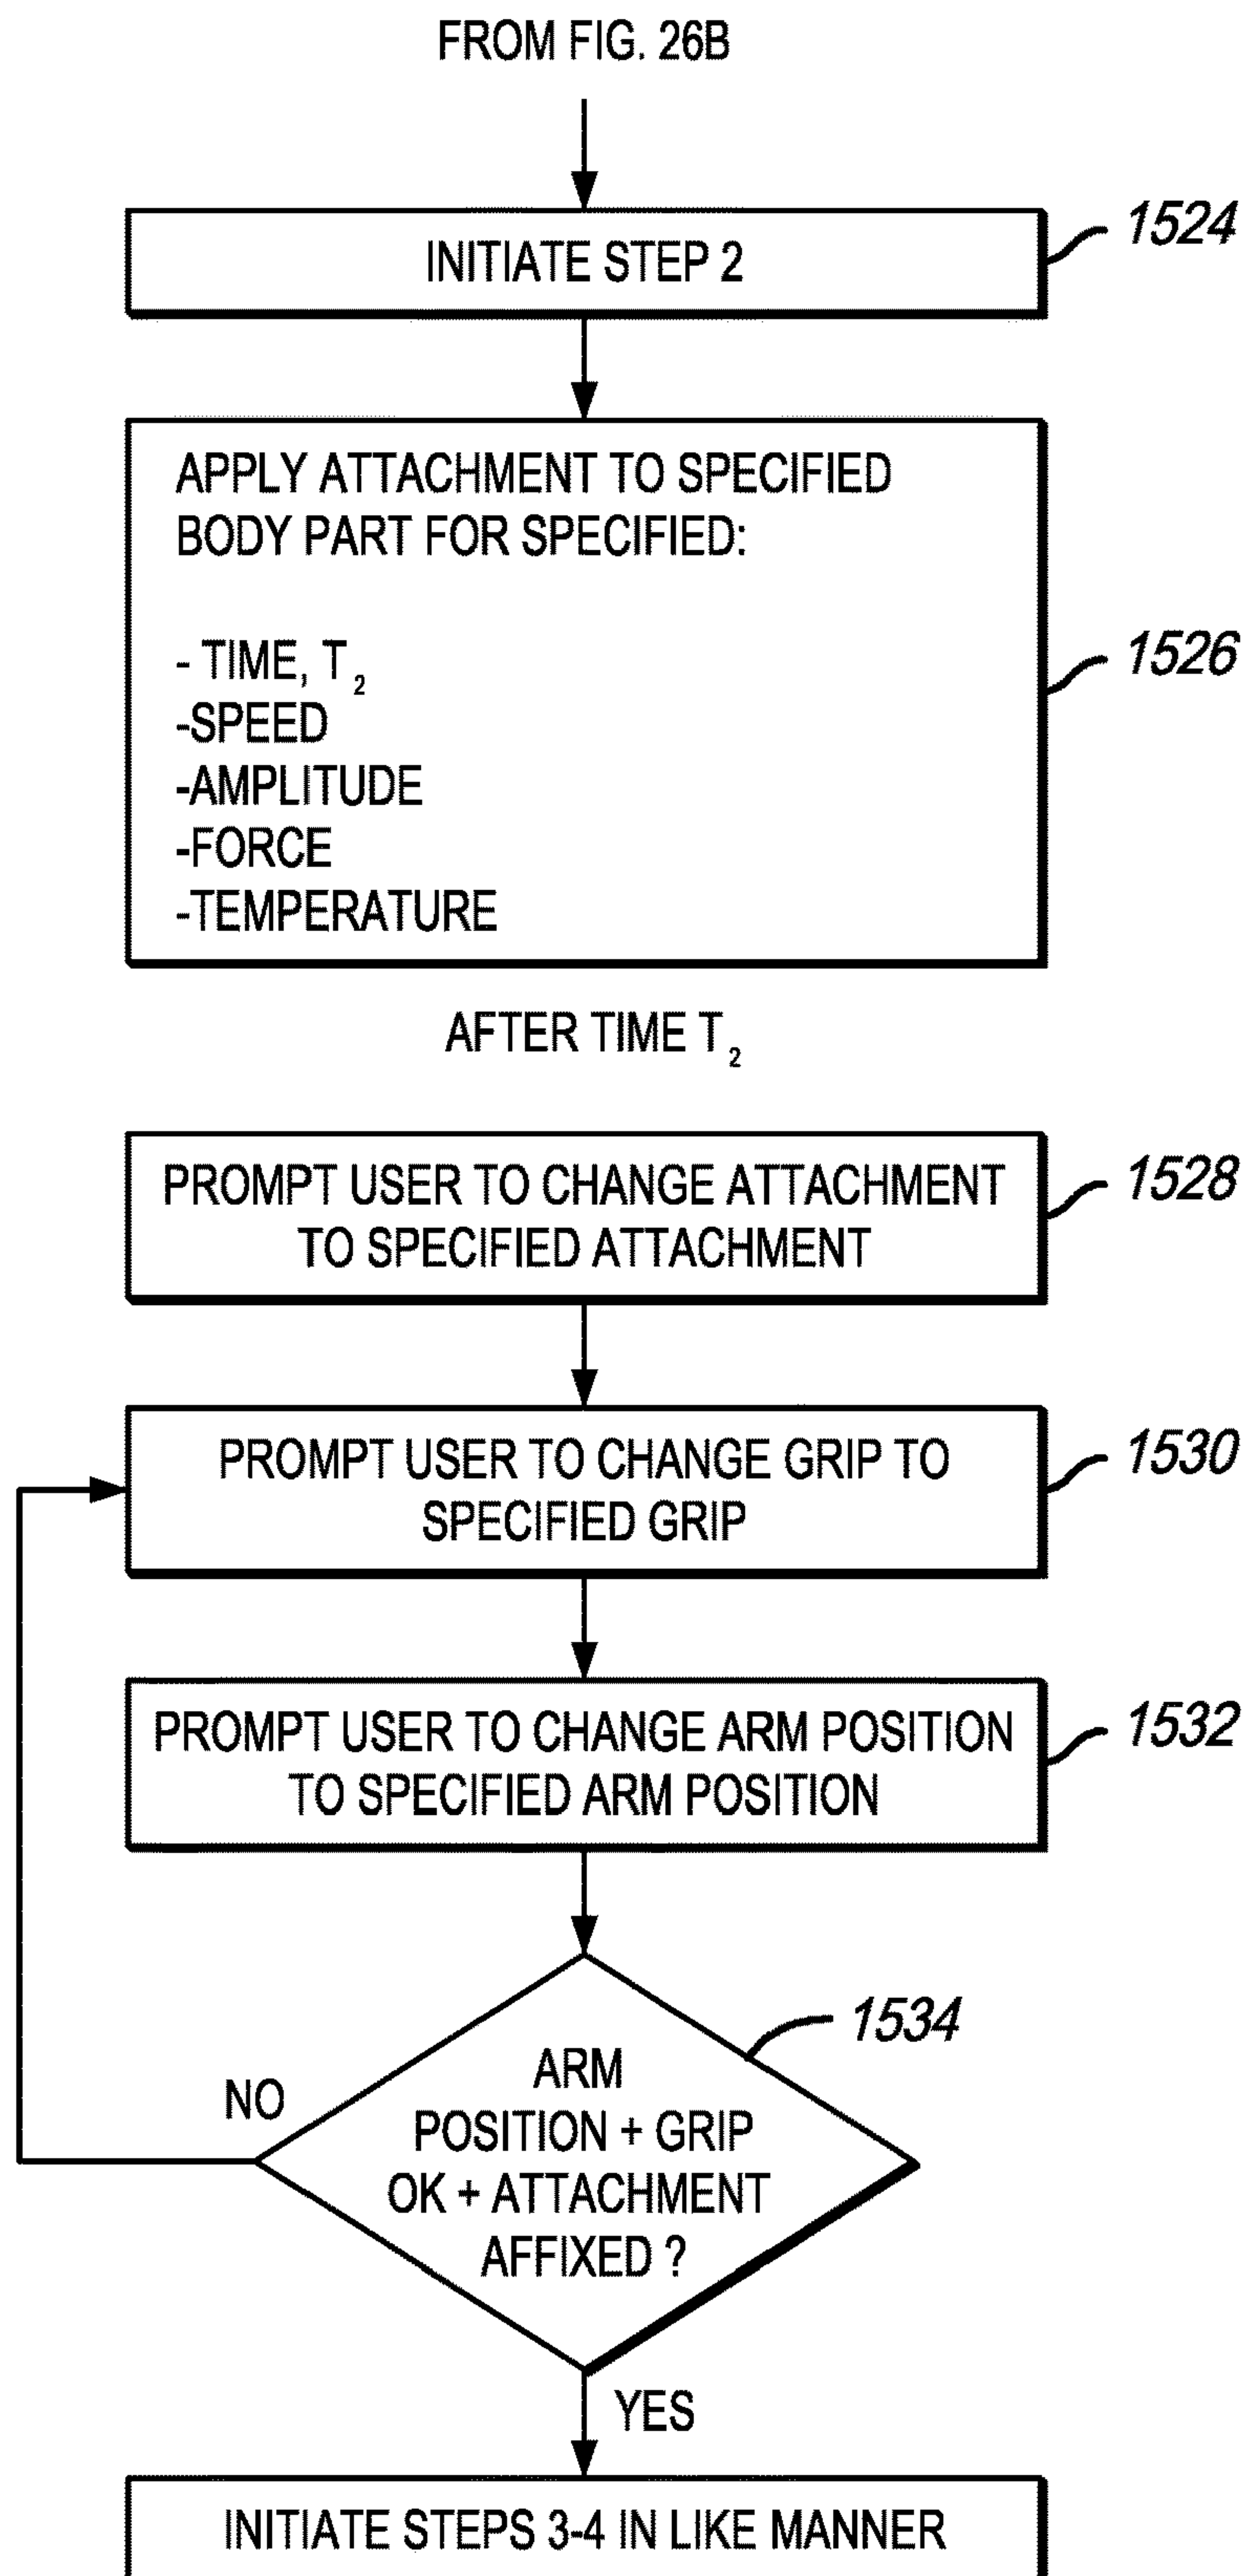 FROM FIG. 26B
INITIATE STEP 2
1524
APPLY ATTACHMENT TO SPECIFIED
BODY PART FOR SPECIFIED:
- TIME, T2
-SPEED
-AMPLITUDE
-FORCE
-TEMPERATURE
1526
AFTER TIME T2
PROMPT USER TO CHANGE ATTACHMENT
TO SPECIFIED ATTACHMENT
1528
PROMPT USER TO CHANGE GRIP TO
SPECIFIED GRIP
1530
PROMPT USER TO CHANGE ARM POSITION
TO SPECIFIED ARM POSITION
1532
ARM
POSITION + GRIP
OK + ATTACHMENT
AFFIXED ?
1534
NO
YES
INITIATE STEPS 3-4 IN LIKE MANNER